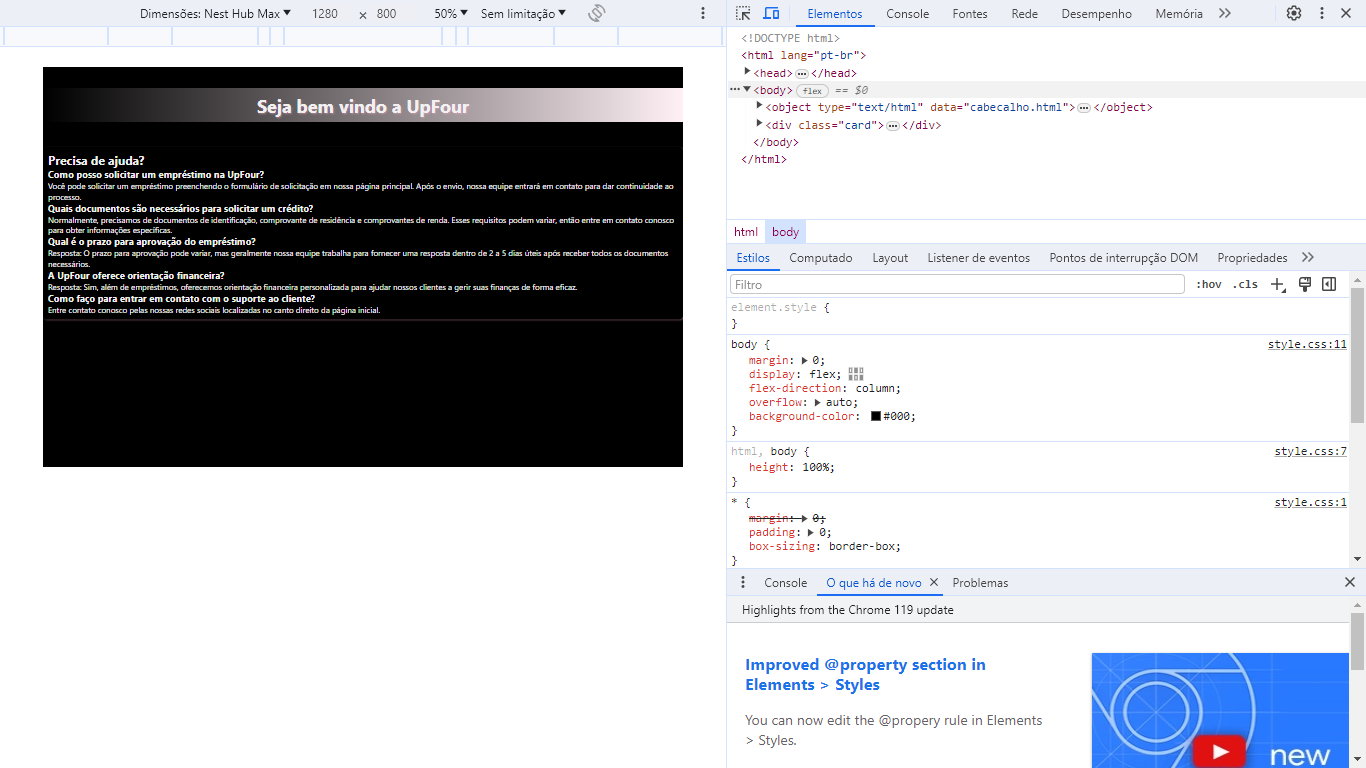 Dimensões: Nest Hub Max ▼ 1280 × 800 50% ▼ Sem limitação ▼
Seja bem vindo a UpFour
Precisa de ajuda?
Como posso solicitar um empréstimo na UpFour?
Você pode solicitar um empréstimo preenchendo o formulário de solicitação em nossa página principal. Após o envio, nossa equipe entrará em contato para dar continuidade ao
processo.
Quais documentos são necessários para solicitar um crédito?
Normalmente, precisamos de documentos de identificação, comprovante de residência e comprovantes de renda. Esses requisitos podem variar, então entre em contato conosco
para obter informações específicas.
Qual é o prazo para aprovação do empréstimo?
Resposta: O prazo para aprovação pode variar, mas geralmente nossa equipe trabalha para fornecer uma resposta dentro de 2 a 5 dias úteis após receber todos os documentos
necessários.
A UpFour oferece orientação financeira?
Resposta: Sim, além de empréstimos, oferecemos orientação financeira personalizada para ajudar nossos clientes a gerir suas finanças de forma eficaz.
Como faço para entrar em contato com o suporte ao cliente?
Entre contato conosco pelas nossas redes sociais localizadas no canto direito da página inicial.
Elementos Console Fontes Rede Desempenho Memória
<!DOCTYPE html>
<html lang="pt-br">
<head> … </head>
<body> flex == $0
<object type="text/html" data="cabecalho.html"> … </object>
<div class="card"> … </div>
</body>
</html>
html body
Estilos Computado Layout Listener de eventos Pontos de interrupção DOM Propriedades
Filtro :hov .cls
element.style {
}
body { style.css:11
margin: 0;
display: flex;
flex-direction: column;
overflow: auto;
background-color: #000;
}
html, body { style.css:7
height: 100%;
}
* { style.css:1
margin: 0;
padding: 0;
box-sizing: border-box;
}
Console O que há de novo Problemas
Highlights from the Chrome 119 update
Improved @property section in
Elements > Styles
You can now edit the @propery rule in Elements
> Styles.
new